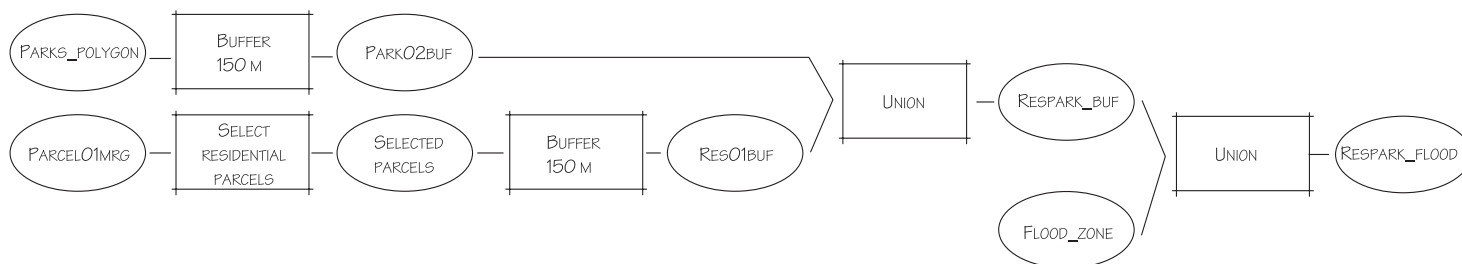 PARKS_POLYGON
BUFFER
150 M
PARK02BUF
PARCEL01MRG
SELECT
RESIDENTIAL
PARCELS
SELECTED
PARCELS
BUFFER
150 M
RES01BUF
UNION
RESPARK_BUF
FLOOD_ZONE
UNION
RESPARK_FLOOD